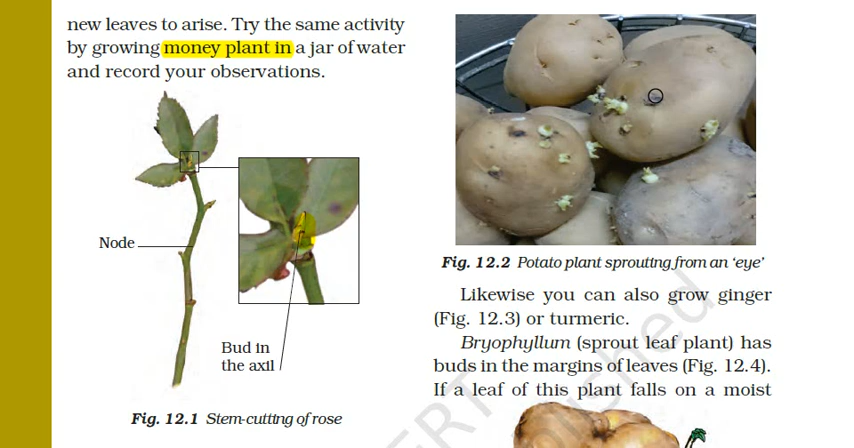 new leaves to arise. Try the same activity
by growing money plant in a jar of water
and record your observations.
Node
Bud in
the axil
Fig. 12.1 Stem-cutting of rose
Fig. 12.2 Potato plant sprouting from an ‘eye’
Likewise you can also grow ginger
(Fig. 12.3) or turmeric.
Bryophyllum (sprout leaf plant) has
buds in the margins of leaves (Fig. 12.4).
If a leaf of this plant falls on a moist